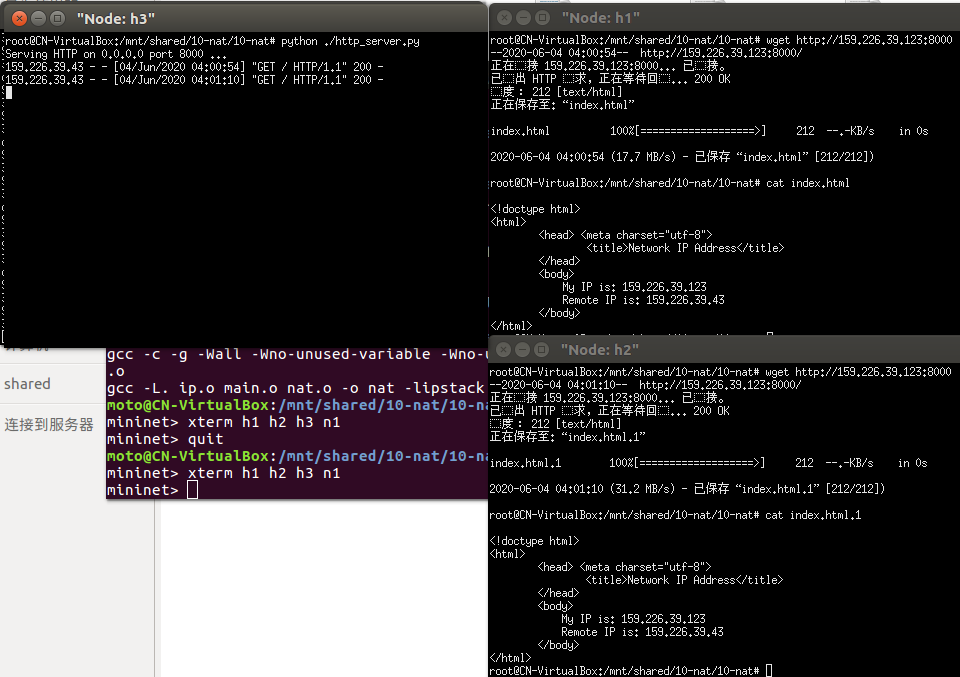 "Node: h3"
root@CN-VirtualBox:/mnt/shared/10-nat/10-nat# python ./http_server.py
Serving HTTP on 0.0.0.0 port 8000 ...
159.226.39.43 - - [04/Jun/2020 04:00:54] "GET / HTTP/1.1" 200 -
159.226.39.43 - - [04/Jun/2020 04:01:10] "GET / HTTP/1.1" 200 -
shared
连接到服务器
gcc -c -g -Wall -Wno-unused-variable -Wno-
.o
gcc -L. ip.o main.o nat.o -o nat -lipstack
moto@CN-VirtualBox:/mnt/shared/10-nat/10-na
mininet> xterm h1 h2 h3 n1
mininet> quit
moto@CN-VirtualBox:/mnt/shared/10-nat/10-na
mininet> xterm h1 h2 h3 n1
mininet>
"Node: h1"
root@CN-VirtualBox:/mnt/shared/10-nat/10-nat# wget http://159.226.39.123:8000
--2020-06-04 04:00:54--  http://159.226.39.123:8000/
正在 接 159.226.39.123:8000... 已 接。
已 出 HTTP 求，正在等待回 ... 200 OK
度： 212 [text/html]
正在保存至: “index.html”
index.html 100%[===================>] 212 --.-KB/s in 0s
2020-06-04 04:00:54 (17.7 MB/s) - 已保存 “index.html” [212/212])
root@CN-VirtualBox:/mnt/shared/10-nat/10-nat# cat index.html
<!doctype html>
<html>
<head> <meta charset="utf-8">
<title>Network IP Address</title>
</head>
<body>
My IP is: 159.226.39.123
Remote IP is: 159.226.39.43
</body>
</html>
"Node: h2"
root@CN-VirtualBox:/mnt/shared/10-nat/10-nat# wget http://159.226.39.123:8000
--2020-06-04 04:01:10--  http://159.226.39.123:8000/
正在 接 159.226.39.123:8000... 已 接。
已 出 HTTP 求，正在等待回 ... 200 OK
度： 212 [text/html]
正在保存至: “index.html.1”
index.html.1 100%[===================>] 212 --.-KB/s in 0s
2020-06-04 04:01:10 (31.2 MB/s) - 已保存 “index.html.1” [212/212])
root@CN-VirtualBox:/mnt/shared/10-nat/10-nat# cat index.html.1
<!doctype html>
<html>
<head> <meta charset="utf-8">
<title>Network IP Address</title>
</head>
<body>
My IP is: 159.226.39.123
Remote IP is: 159.226.39.43
</body>
</html>
root@CN-VirtualBox:/mnt/shared/10-nat/10-nat#